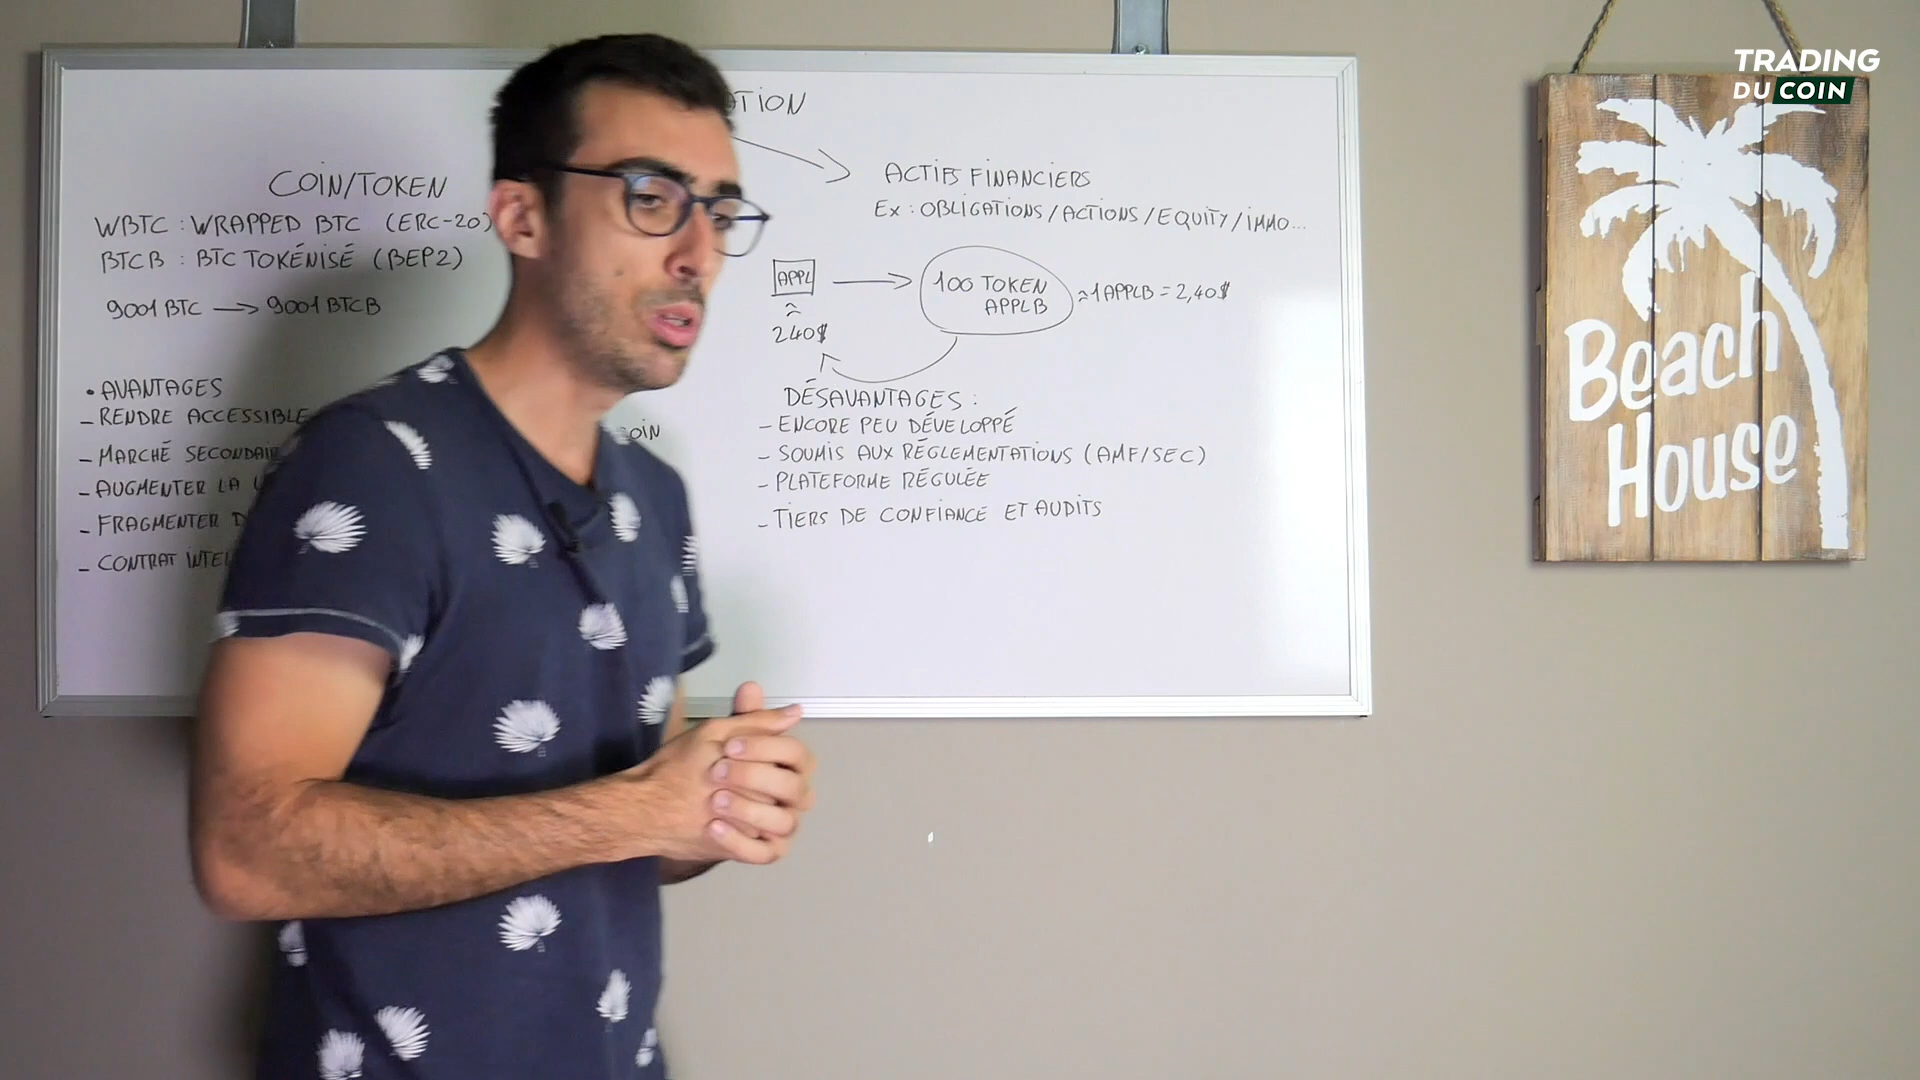 TRADING
DU COIN
COIN/TOKEN
WBTC : WRAPPED BTC (ERC-20)
BTCB : BTC TOKÉNISÉ (BEP2)
9001 BTC → 9001 BTCB
• AVANTAGES
- RENDRE ACCESSIBLE
- MARCHÉ
- AUGMENTER LA
- FRAGMENTER
- CONTRAT
ACTIFS FINANCIERS
EX : OBLIGATIONS / ACTIONS / EQUITY / IMMO...
APPL → 100 TOKEN
APPLB
≈ 1 APPLB = 2,40$
≈
240$
DÉSAVANTAGES :
- ENCORE PEU DÉVELOPPÉ
- SOUMIS AUX RÉGLEMENTATIONS (AMF/SEC)
- PLATEFORME RÉGULÉE
- TIERS DE CONFIANCE ET AUDITS
Beach
House